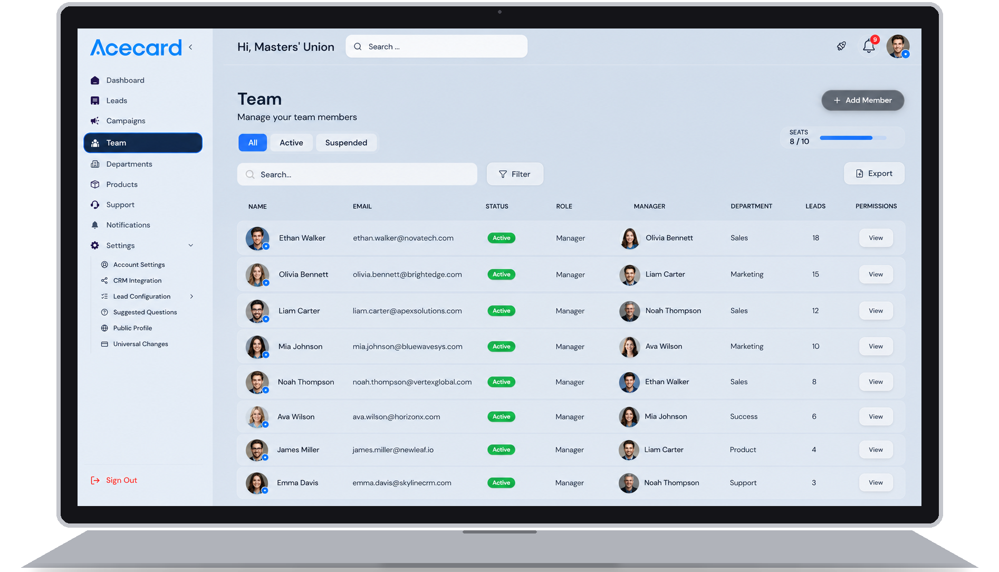 Acecard
Hi, Masters' Union
Search ...
9
Dashboard
Leads
Campaigns
Team
Departments
Products
Support
Notifications
Settings
Account Settings
CRM Integration
Lead Configuration
Suggested Questions
Public Profile
Universal Changes
Sign Out
Team
Manage your team members
+ Add Member
All Active Suspended
SEATS
8 / 10
Search...
Filter
Export
NAME EMAIL STATUS ROLE MANAGER DEPARTMENT LEADS PERMISSIONS
Ethan Walker ethan.walker@novatech.com Active Manager Olivia Bennett Sales 18 View
Olivia Bennett olivia.bennett@brightedge.com Active Manager Liam Carter Marketing 15 View
Liam Carter liam.carter@apexsolutions.com Active Manager Noah Thompson Sales 12 View
Mia Johnson mia.johnson@bluewavesys.com Active Manager Ava Wilson Marketing 10 View
Noah Thompson noah.thompson@vertexglobal.com Active Manager Ethan Walker Sales 8 View
Ava Wilson ava.wilson@horizonx.com Active Manager Mia Johnson Success 6 View
James Miller james.miller@newleaf.io Active Manager Liam Carter Product 4 View
Emma Davis emma.davis@skylinecrm.com Active Manager Noah Thompson Support 3 View